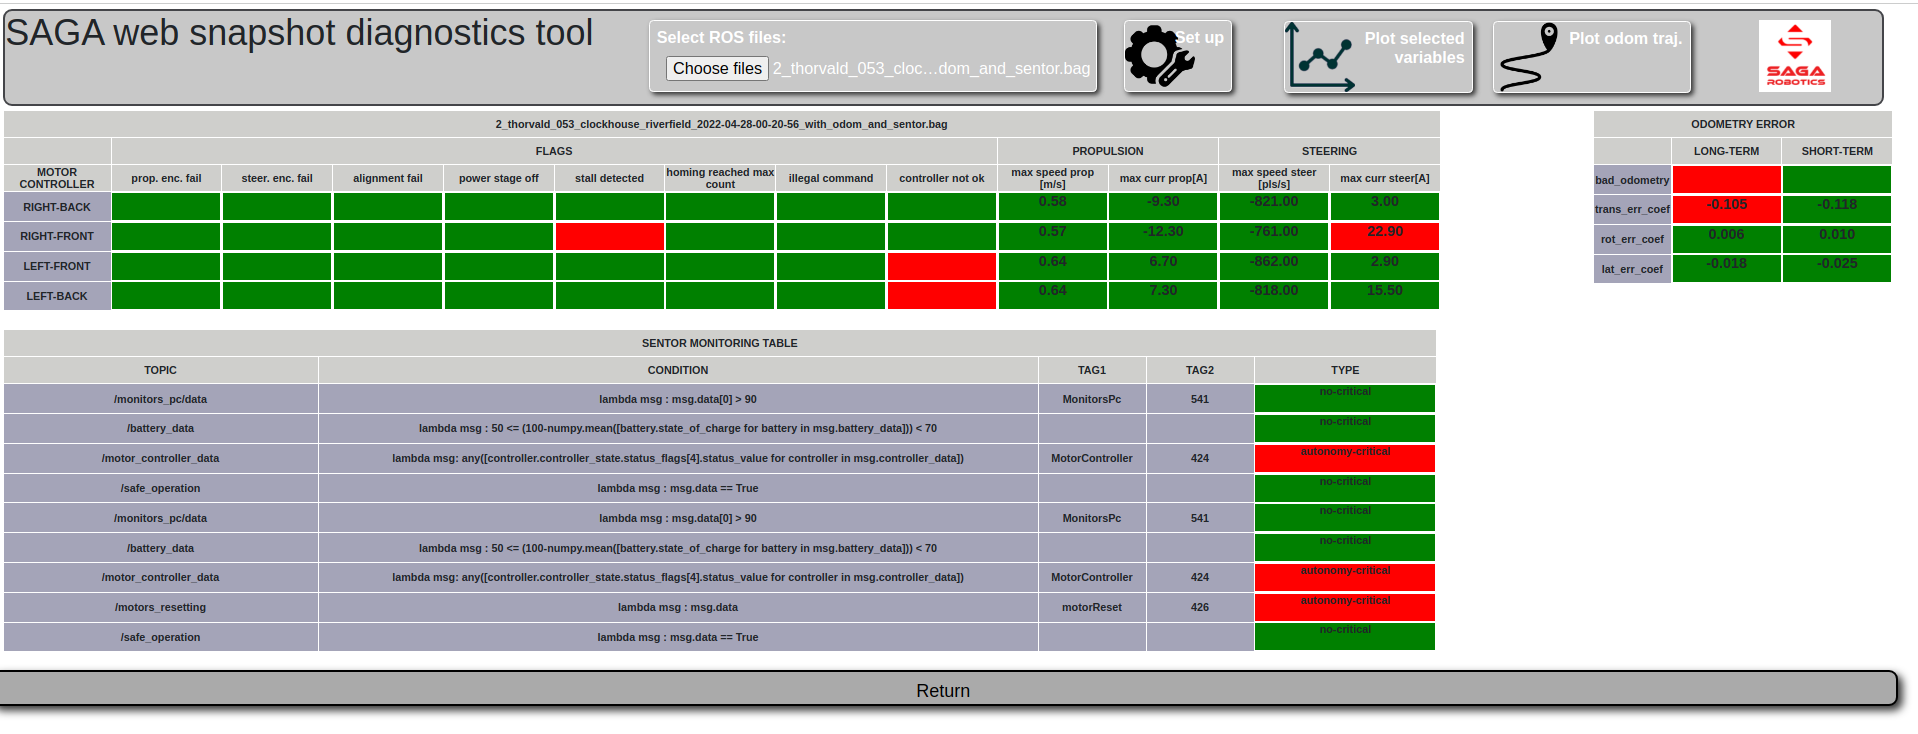 SAGA web snapshot diagnostics tool
Select ROS files:
Choose files 2_thorvald_053_cloc…dom_and_sentor.bag
Set up
Plot selected
variables
Plot odom traj.
SAGA
ROBOTICS
2_thorvald_053_clockhouse_riverfield_2022-04-28-00-20-56_with_odom_and_sentor.bag
FLAGS PROPULSION STEERING
MOTOR CONTROLLER prop. enc. fail steer. enc. fail alignment fail power stage off stall detected homing reached max count illegal command controller not ok max speed prop [m/s] max curr prop[A] max speed steer [pls/s] max curr steer[A]
RIGHT-BACK 0.58 -9.30 -821.00 3.00
RIGHT-FRONT 0.57 -12.30 -761.00 22.90
LEFT-FRONT 0.64 6.70 -862.00 2.90
LEFT-BACK 0.64 7.30 -818.00 15.50
ODOMETRY ERROR
LONG-TERM SHORT-TERM
bad_odometry
trans_err_coef -0.105 -0.118
rot_err_coef 0.006 0.010
lat_err_coef -0.018 -0.025
SENTOR MONITORING TABLE
TOPIC CONDITION TAG1 TAG2 TYPE
/monitors_pc/data lambda msg : msg.data[0] > 90 MonitorsPc 541 no-critical
/battery_data lambda msg : 50 <= (100-numpy.mean([battery.state_of_charge for battery in msg.battery_data])) < 70 no-critical
/motor_controller_data lambda msg: any([controller.controller_state.status_flags[4].status_value for controller in msg.controller_data]) MotorController 424 autonomy-critical
/safe_operation lambda msg : msg.data == True no-critical
/monitors_pc/data lambda msg : msg.data[0] > 90 MonitorsPc 541 no-critical
/battery_data lambda msg : 50 <= (100-numpy.mean([battery.state_of_charge for battery in msg.battery_data])) < 70 no-critical
/motor_controller_data lambda msg: any([controller.controller_state.status_flags[4].status_value for controller in msg.controller_data]) MotorController 424 autonomy-critical
/motors_resetting lambda msg : msg.data motorReset 426 autonomy-critical
/safe_operation lambda msg : msg.data == True no-critical
Return